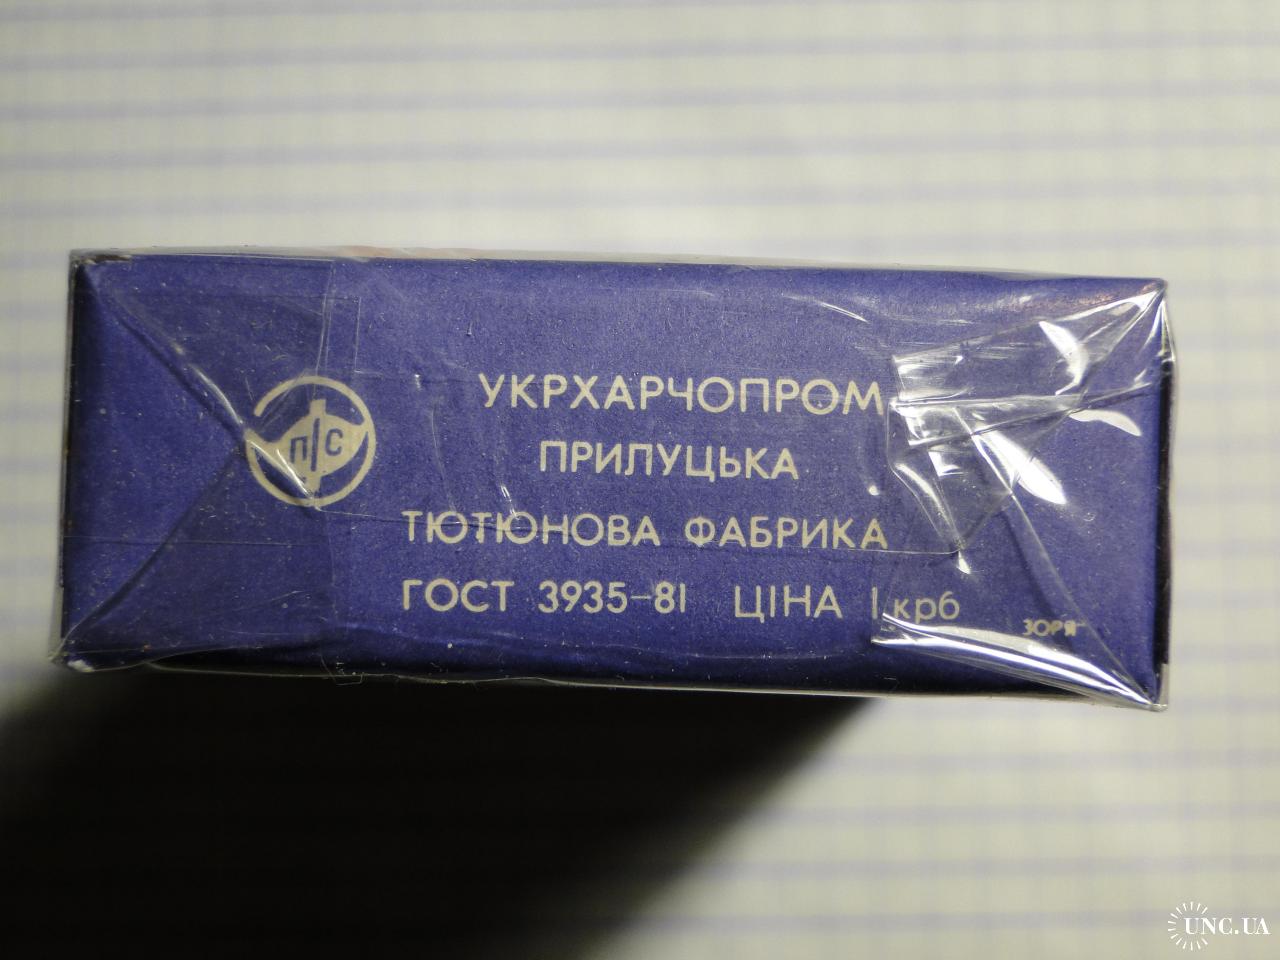 УКРХАРЧОПРОМ
П/С
ПРИЛУЦЬКА
ТЮТЮНОВА ФАБРИКА
ГОСТ 3935-81 ЦІНА 1 крб
ЗОРЯ
UNC.UA